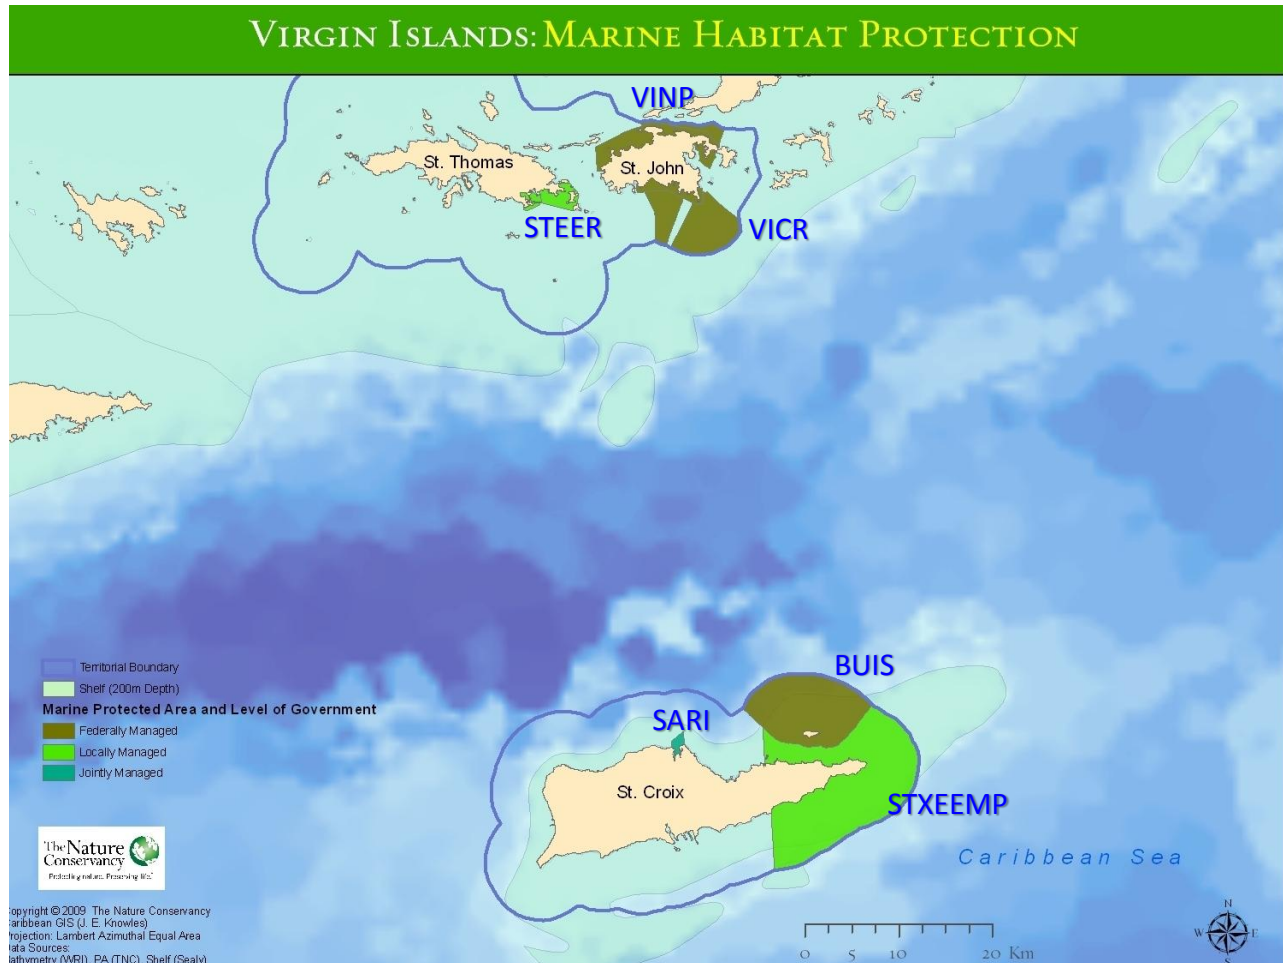 VIRGIN ISLANDS: MARINE HABITAT PROTECTION
VINP
St. Thomas
St. John
STEER
VICR
BUIS
SARI
St. Croix
STXEEMP
Caribbean Sea
Territorial Boundary
Shelf (200m Depth)
Marine Protected Area and Level of Government
Federally Managed
Locally Managed
Jointly Managed
The Nature
Conservancy
Protecting nature. Preserving life.
opyright © 2009 The Nature Conservancy
aribbean GIS (J. E. Knowles)
rojection: Lambert Azimuthal Equal Area
ata Sources:
athymetry (WRI), PA (TNC), Shelf (Sealy)
0 5 10 20 Km
N
W E
S